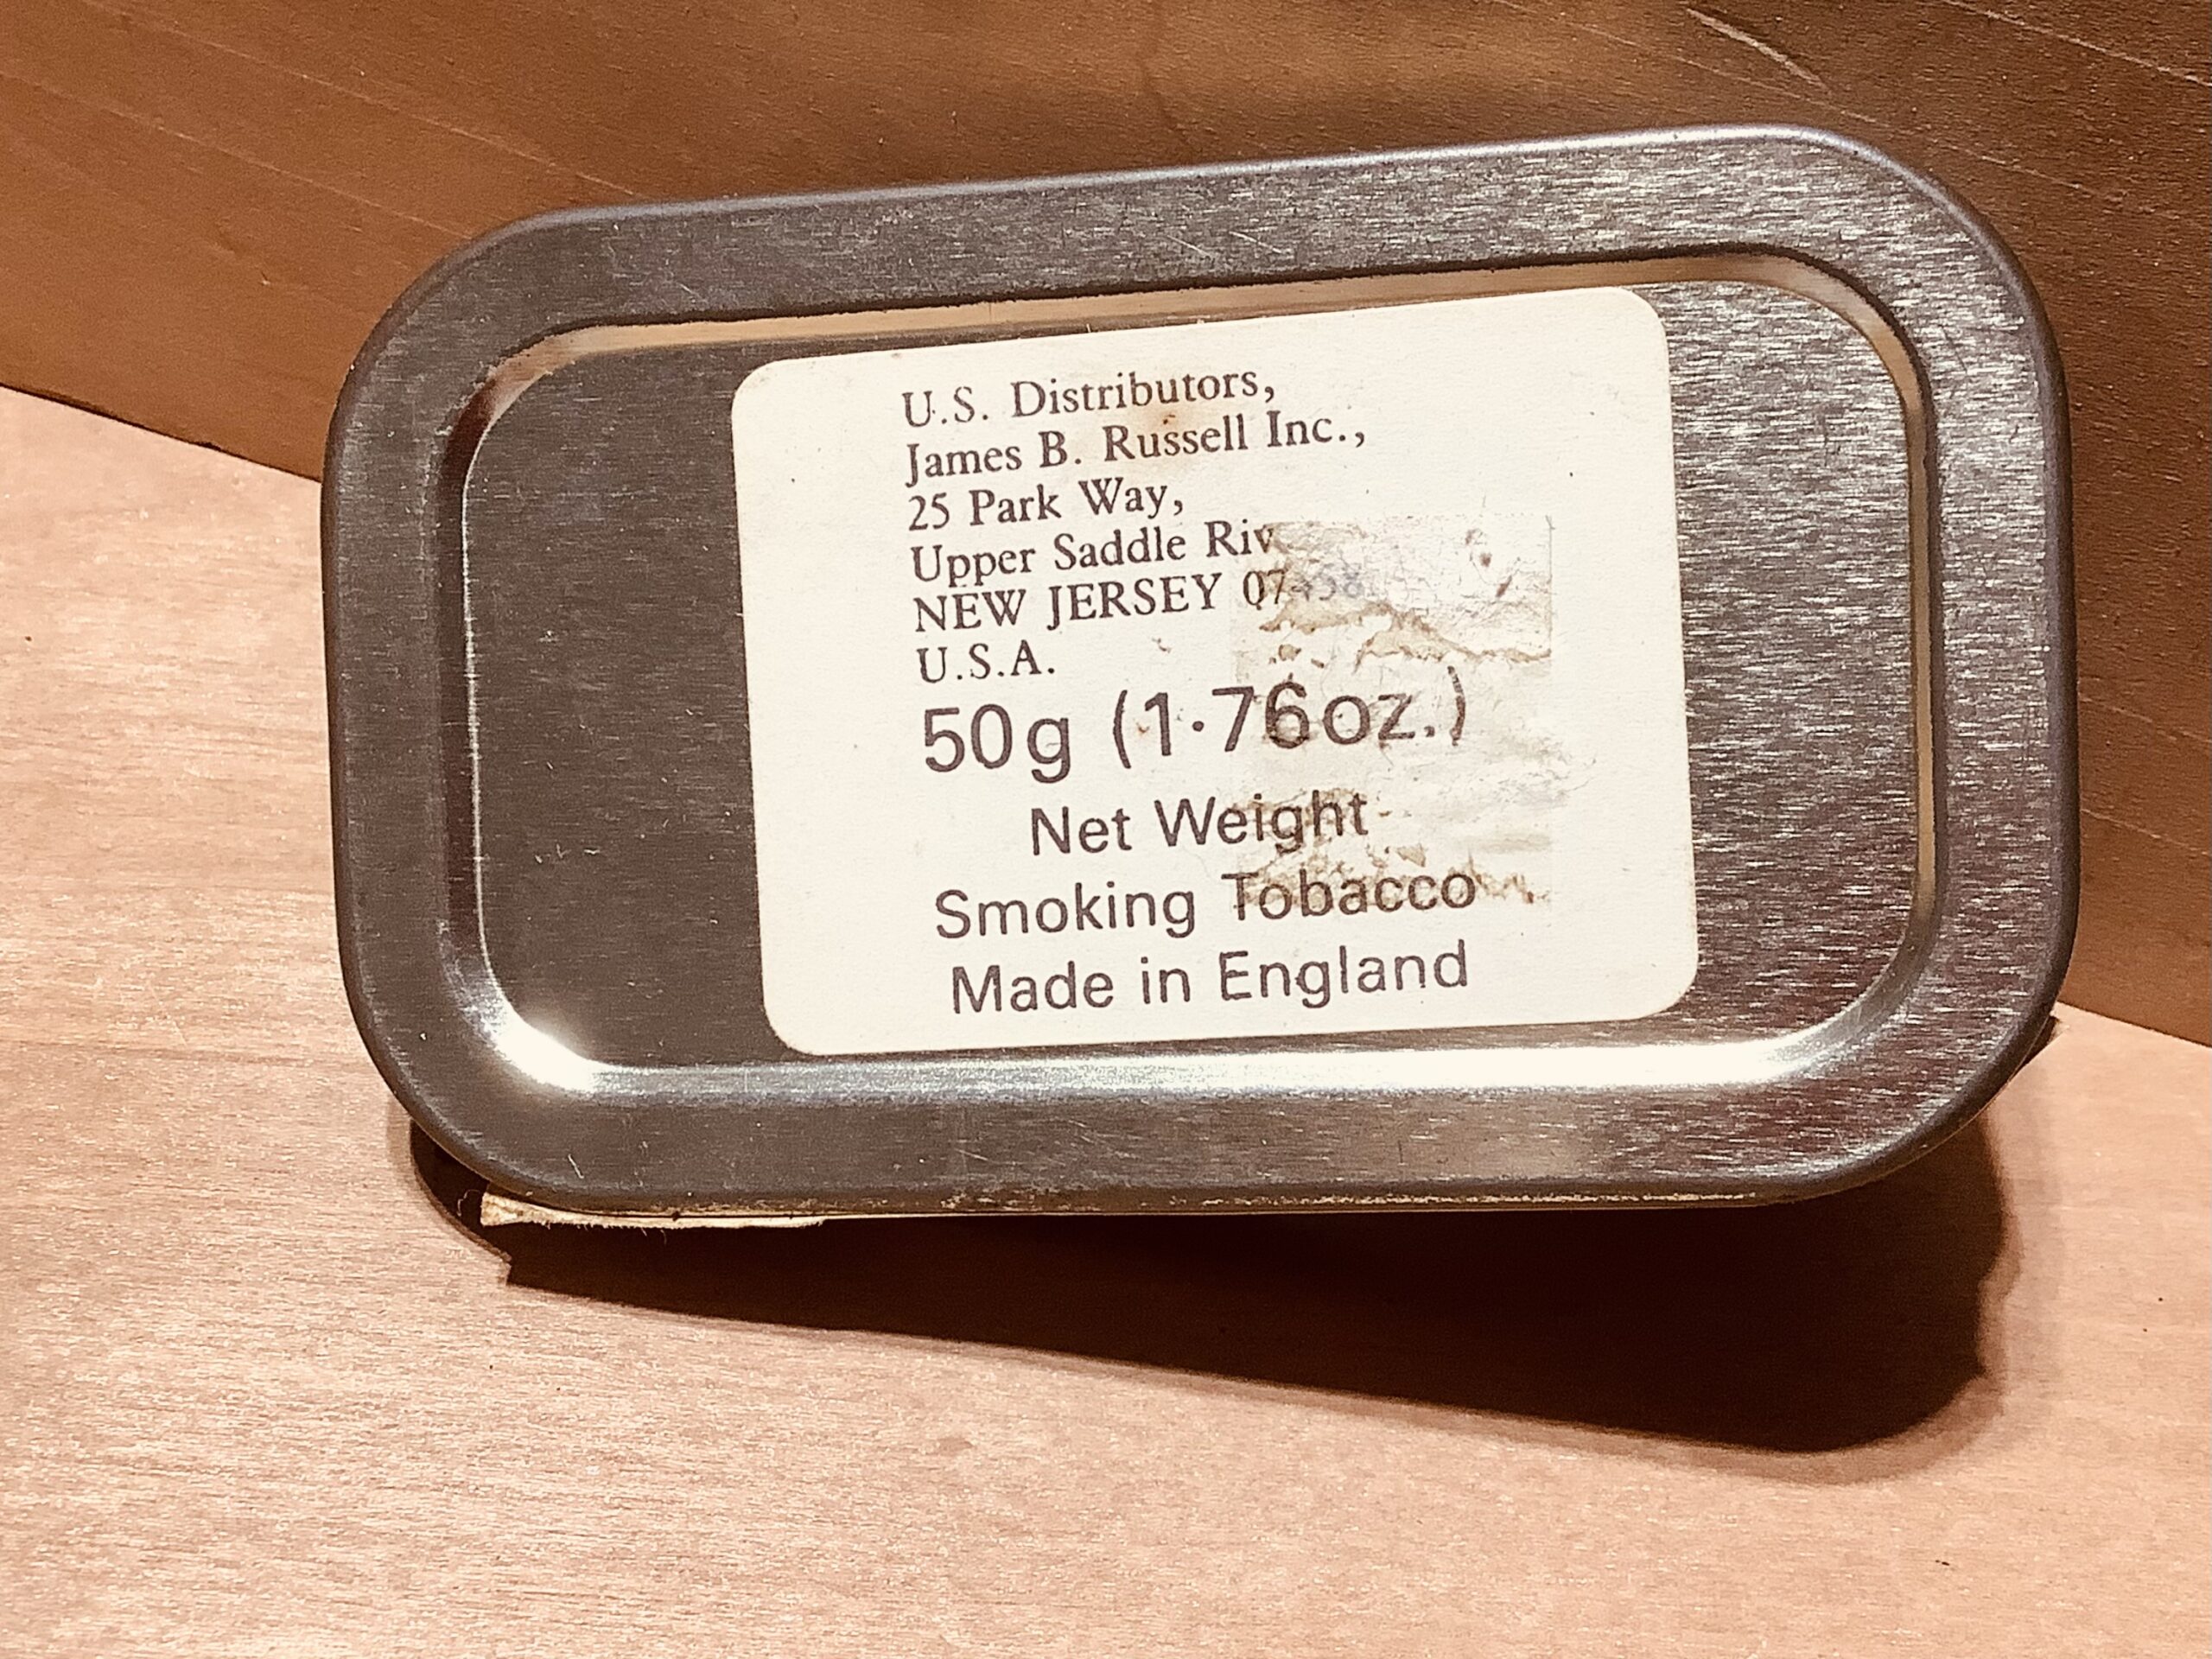 U.S. Distributors,
James B. Russell Inc.,
25 Park Way,
Upper Saddle
NEW JERSEY
U.S.A.
50g (1·76oz.)
Net Weight
Smoking Tobacco
Made in England